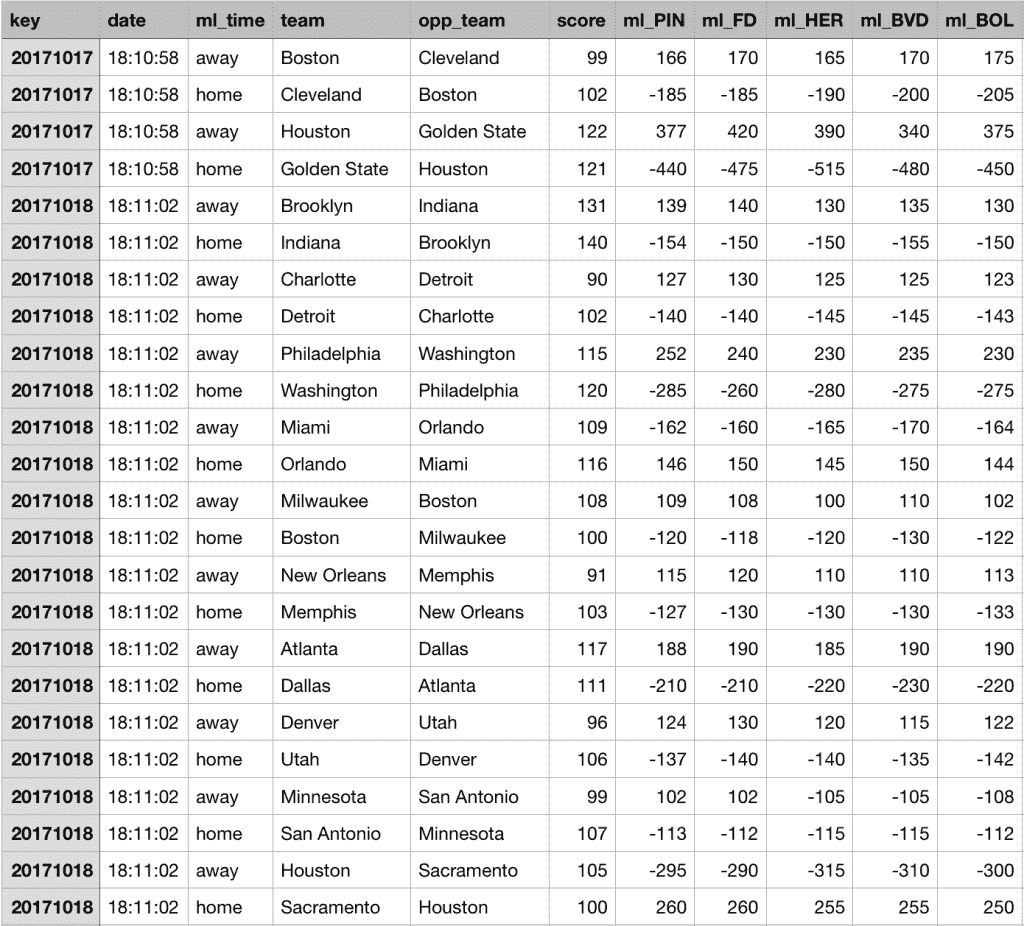 key date ml_time team opp_team score ml_PIN ml_FD ml_HER ml_BVD ml_BOL
20171017 18:10:58 away Boston Cleveland 99 166 170 165 170 175
20171017 18:10:58 home Cleveland Boston 102 -185 -185 -190 -200 -205
20171017 18:10:58 away Houston Golden State 122 377 420 390 340 375
20171017 18:10:58 home Golden State Houston 121 -440 -475 -515 -480 -450
20171018 18:11:02 away Brooklyn Indiana 131 139 140 130 135 130
20171018 18:11:02 home Indiana Brooklyn 140 -154 -150 -150 -155 -150
20171018 18:11:02 away Charlotte Detroit 90 127 130 125 125 123
20171018 18:11:02 home Detroit Charlotte 102 -140 -140 -145 -145 -143
20171018 18:11:02 away Philadelphia Washington 115 252 240 230 235 230
20171018 18:11:02 home Washington Philadelphia 120 -285 -260 -280 -275 -275
20171018 18:11:02 away Miami Orlando 109 -162 -160 -165 -170 -164
20171018 18:11:02 home Orlando Miami 116 146 150 145 150 144
20171018 18:11:02 away Milwaukee Boston 108 109 108 100 110 102
20171018 18:11:02 home Boston Milwaukee 100 -120 -118 -120 -130 -122
20171018 18:11:02 away New Orleans Memphis 91 115 120 110 110 113
20171018 18:11:02 home Memphis New Orleans 103 -127 -130 -130 -130 -133
20171018 18:11:02 away Atlanta Dallas 117 188 190 185 190 190
20171018 18:11:02 home Dallas Atlanta 111 -210 -210 -220 -230 -220
20171018 18:11:02 away Denver Utah 96 124 130 120 115 122
20171018 18:11:02 home Utah Denver 106 -137 -140 -140 -135 -142
20171018 18:11:02 away Minnesota San Antonio 99 102 102 -105 -105 -108
20171018 18:11:02 home San Antonio Minnesota 107 -113 -112 -115 -115 -112
20171018 18:11:02 away Houston Sacramento 105 -295 -290 -315 -310 -300
20171018 18:11:02 home Sacramento Houston 100 260 260 255 255 250